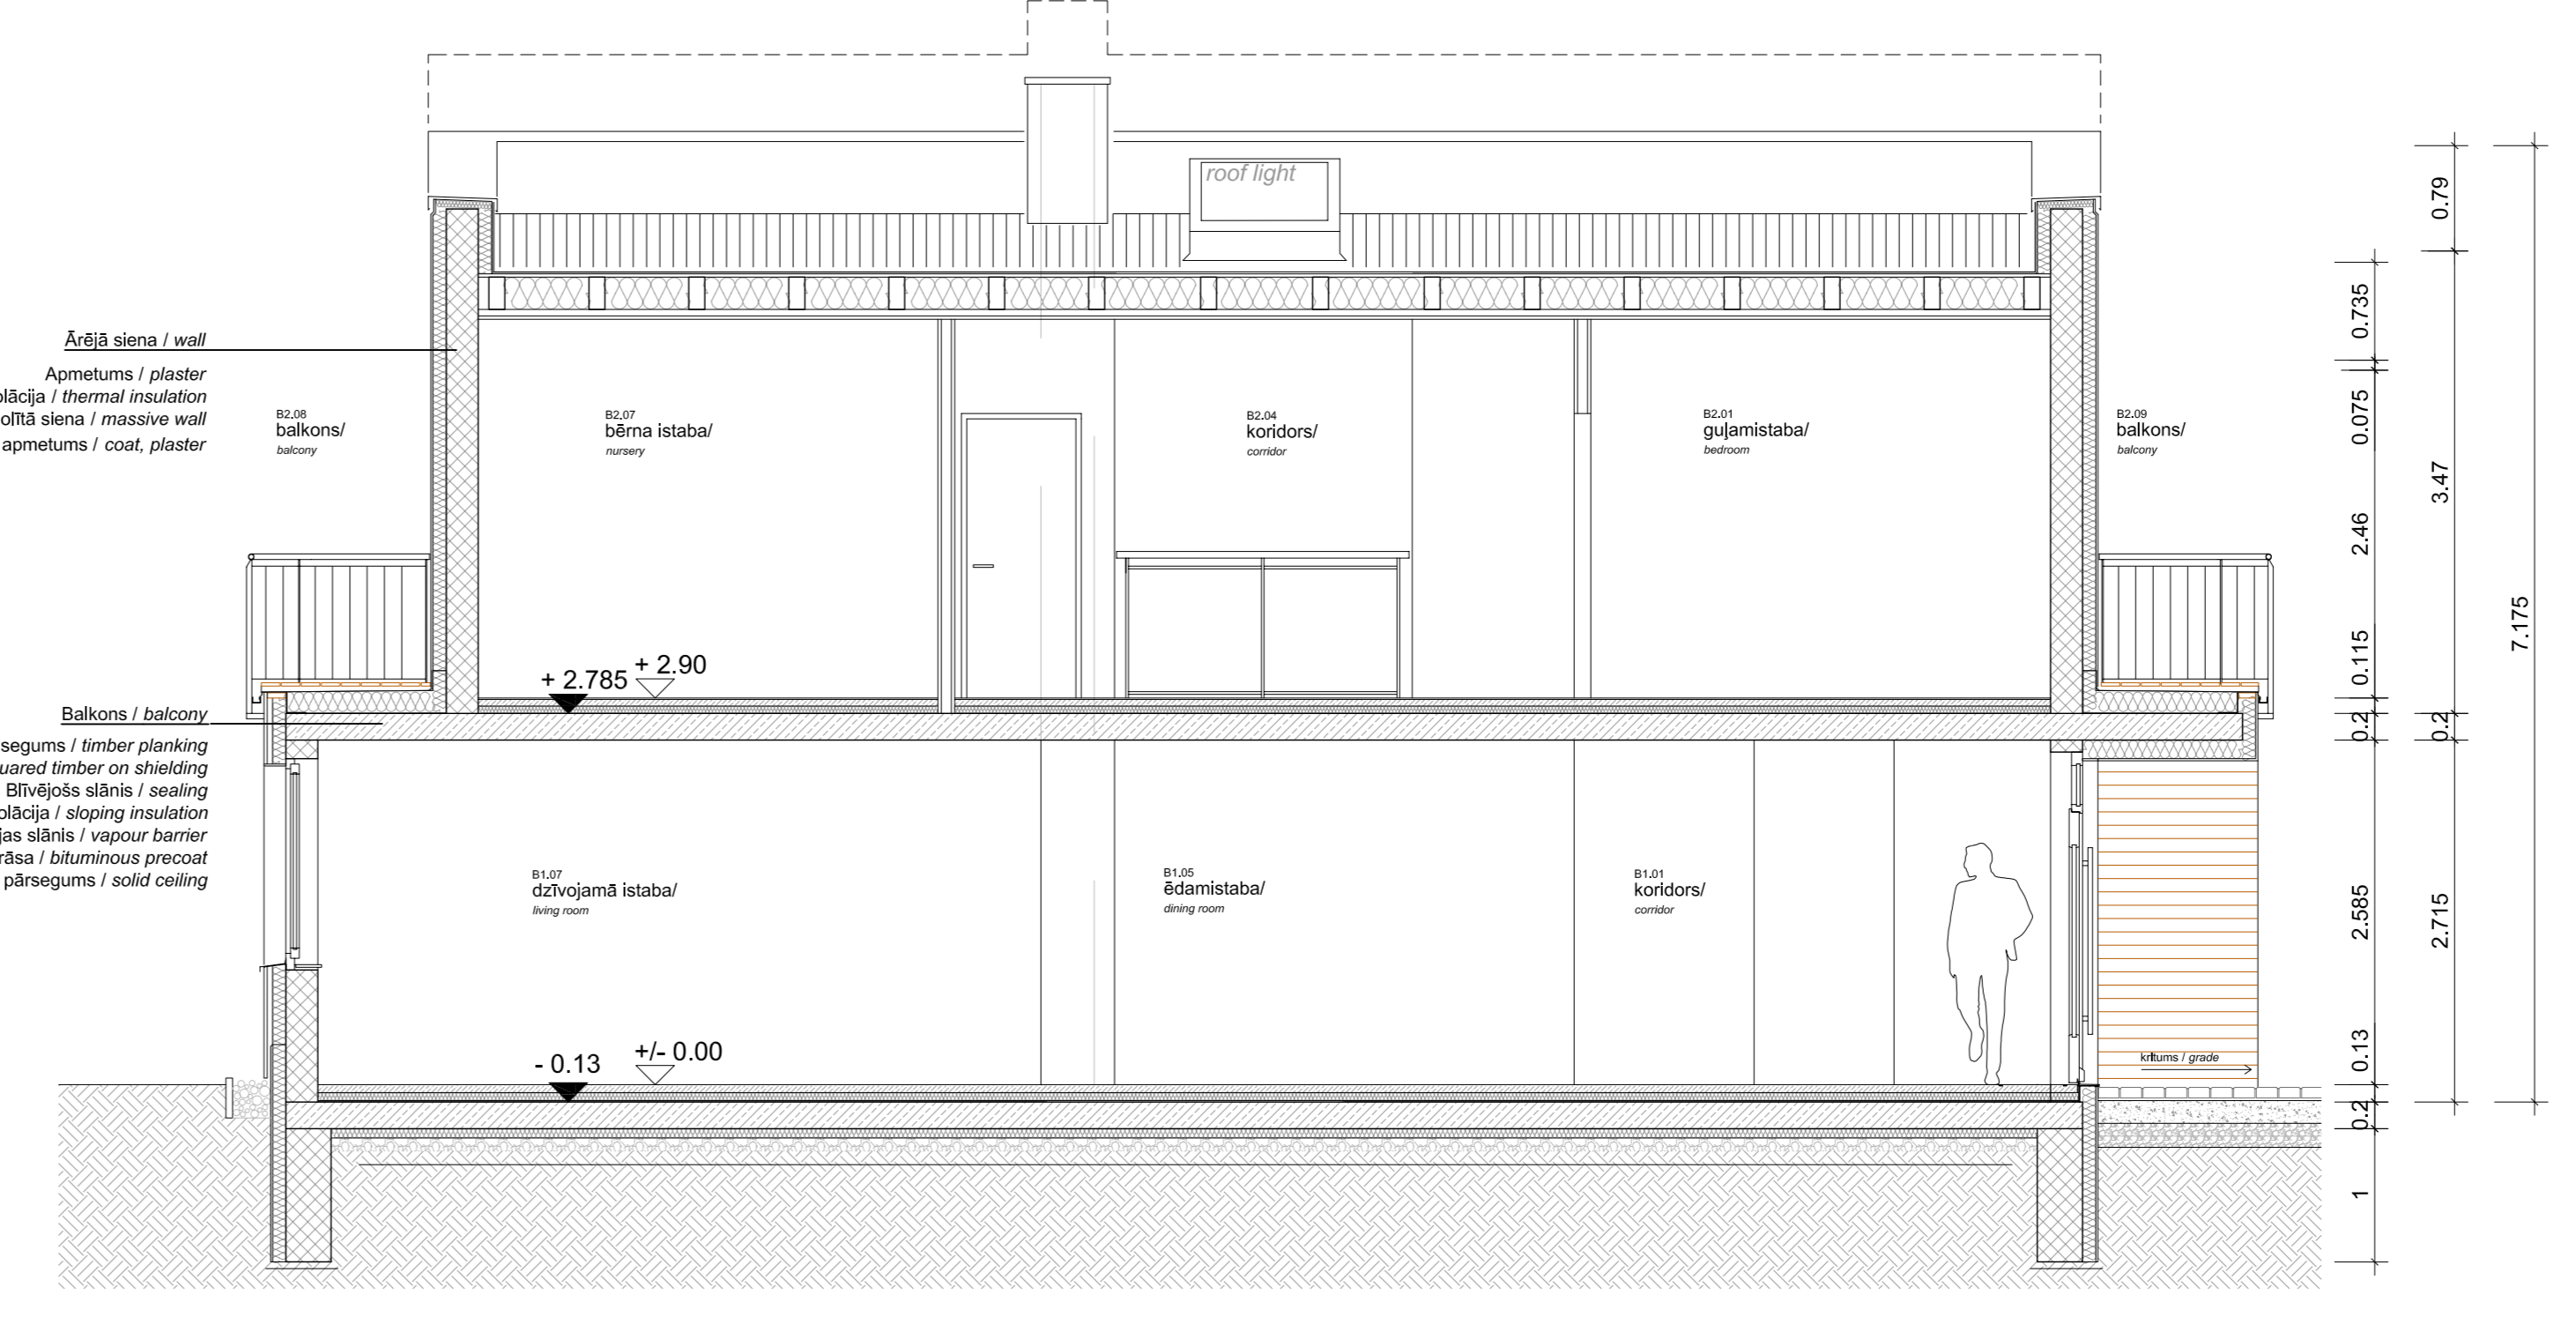 roof light
Ārējā siena / wall
Apmetums / plaster
olācija / thermal insulation
olītā siena / massive wall
apmetums / coat, plaster
B2.08
balkons/
balcony
B2.07
bērna istaba/
nursery
B2.04
koridors/
corridor
B2.01
guļamistaba/
bedroom
B2.09
balkons/
balcony
+ 2.785
+ 2.90
Balkons / balcony
segums / timber planking
uared timber on shielding
Blīvējošs slānis / sealing
olācija / sloping insulation
jas slānis / vapour barrier
rāsa / bituminous precoat
pārsegums / solid ceiling
B1.07
dzīvojamā istaba/
living room
B1.05
ēdamistaba/
dining room
B1.01
koridors/
corridor
- 0.13
+/- 0.00
krītums / grade
0.735
0.075
2.46
0.115
0.2
2.585
0.13
0.2
1
0.79
3.47
0.2
2.715
7.175